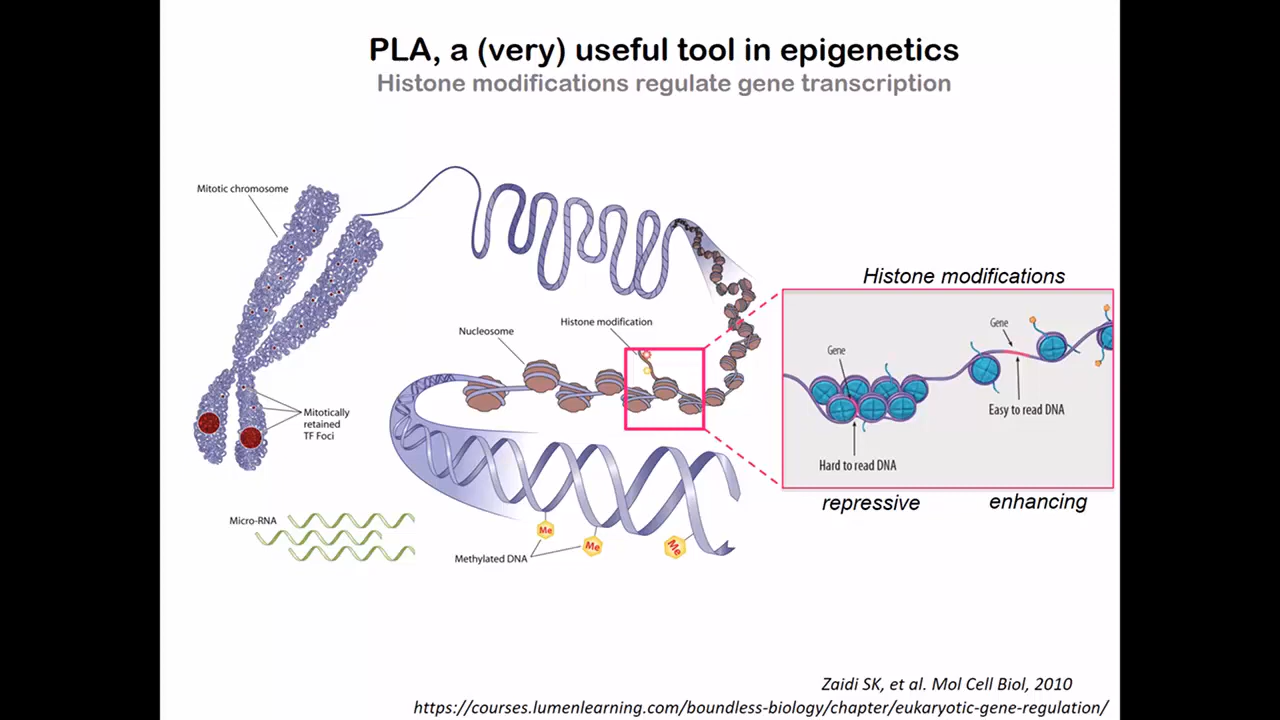 PLA, a (very) useful tool in epigenetics
Histone modifications regulate gene transcription
Mitotic chromosome
Histone modifications
Histone modification
Nucleosome
Gene
Gene
Easy to read DNA
Mitotically
retained
TF Foci
Hard to read DNA
repressive
enhancing
Micro-RNA
Me
Me
Me
Methylated DNA
Zaidi SK, et al. Mol Cell Biol, 2010
https://courses.lumenlearning.com/boundless-biology/chapter/eukaryotic-gene-regulation/